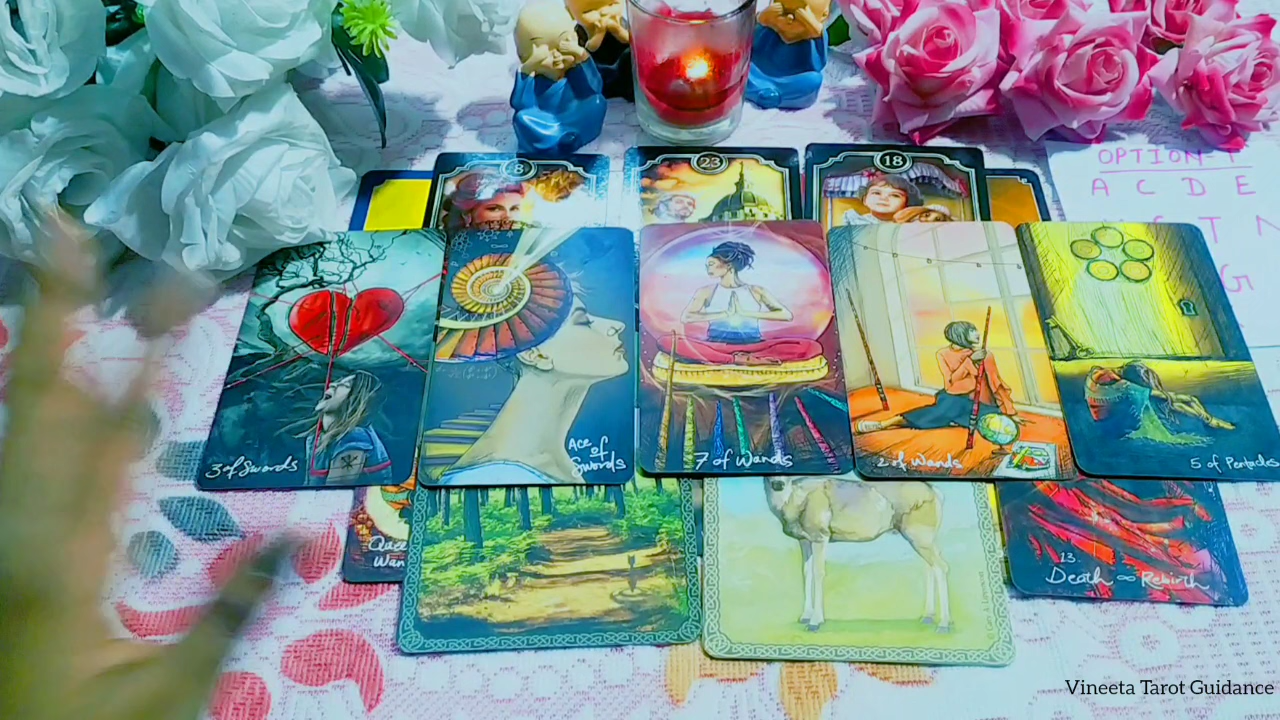 8
23
18
OPTION-1
A C D E
3 of Swords
Ace of Swords
7 of Wands
2 of Wands
5 of Pentacles
13
Death ∞ Rebirth
Vineeta Tarot Guidance